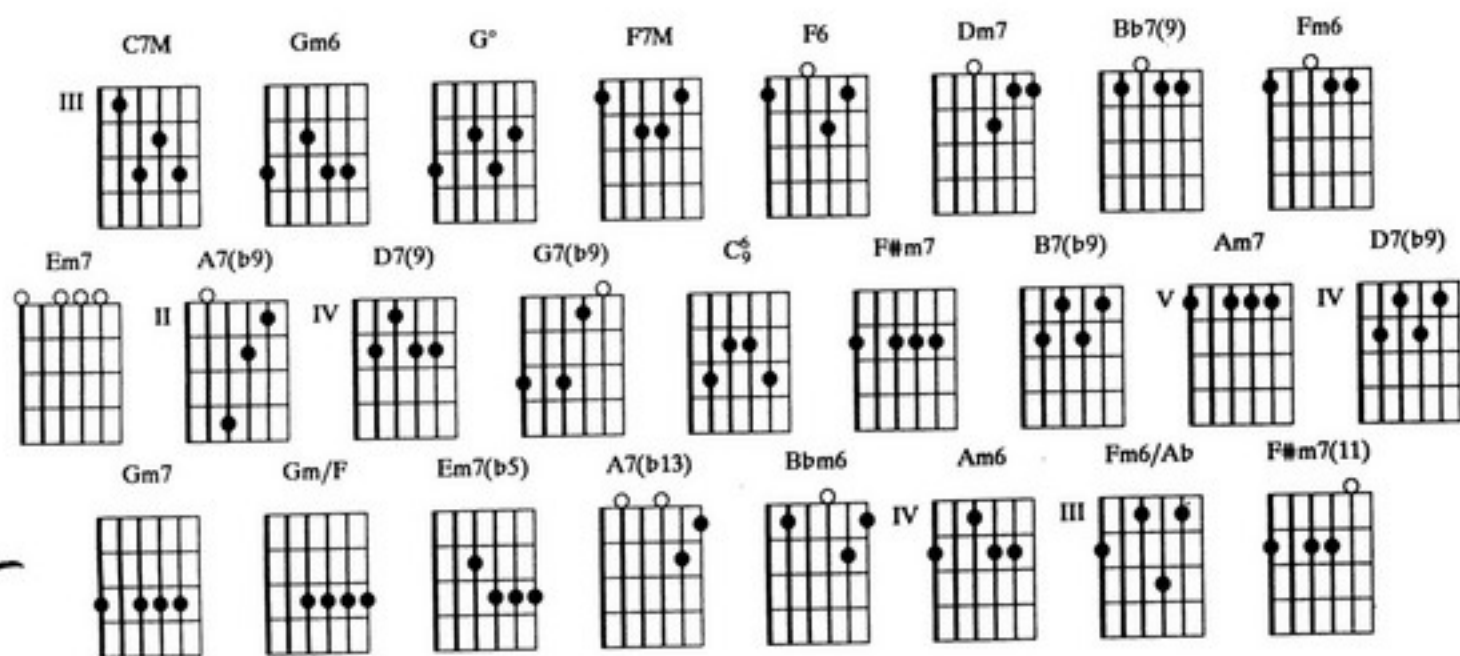 C7M Gm6 G° F7M F6 Dm7 Bb7(9) Fm6
III
Em7 A7(b9) D7(9) G7(b9) C6/9 F#m7 B7(b9) Am7 D7(b9)
II IV V IV
Gm7 Gm/F Em7(b5) A7(b13) Bbm6 Am6 Fm6/Ab F#m7(11)
IV III